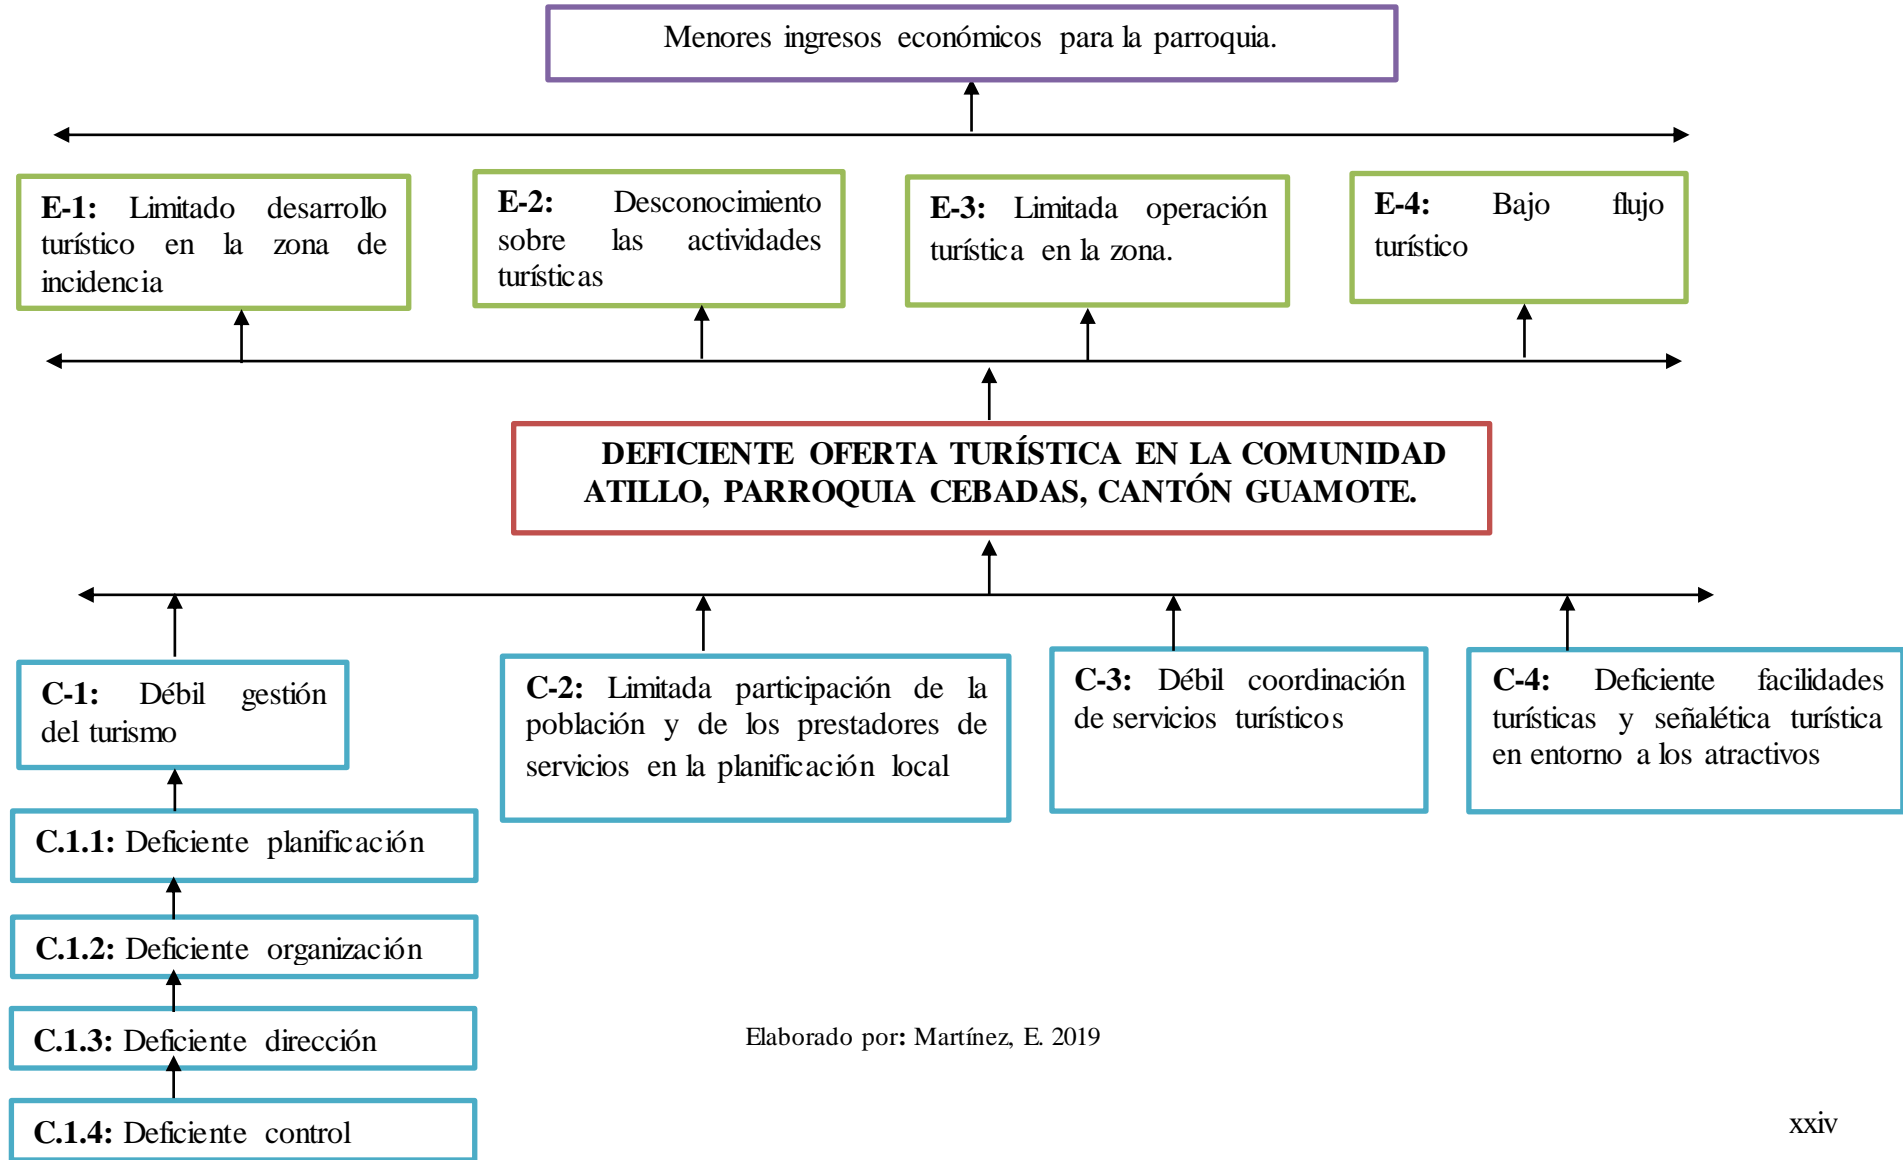 Menores ingresos económicos para la parroquia.
E-1: Limitado desarrollo
turístico en la zona de
incidencia
E-2: Desconocimiento
sobre las actividades
turísticas
E-3: Limitada operación
turística en la zona.
E-4: Bajo flujo
turístico
DEFICIENTE OFERTA TURÍSTICA EN LA COMUNIDAD
ATILLO, PARROQUIA CEBADAS, CANTÓN GUAMOTE.
C-1: Débil gestión
del turismo
C-2: Limitada participación de la
población y de los prestadores de
servicios en la planificación local
C-3: Débil coordinación
de servicios turísticos
C-4: Deficiente facilidades
turísticas y señalética turística
en entorno a los atractivos
C.1.1: Deficiente planificación
C.1.2: Deficiente organización
C.1.3: Deficiente dirección
C.1.4: Deficiente control
Elaborado por: Martínez, E. 2019
xxiv